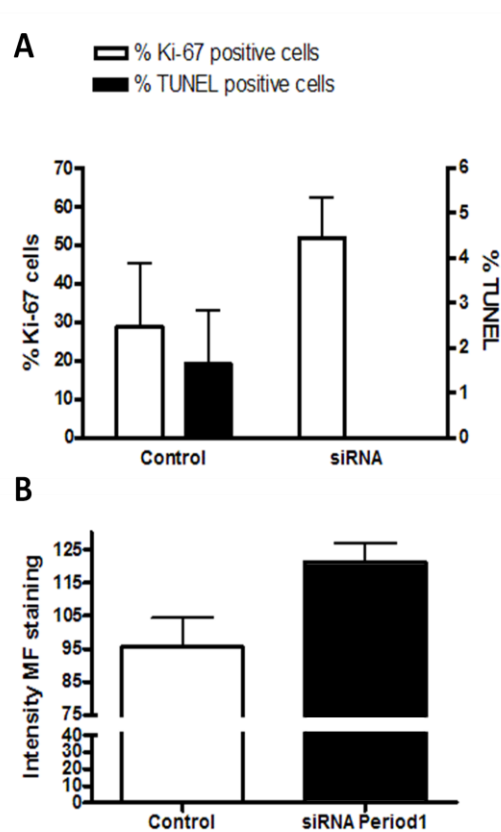 A
% Ki-67 positive cells
% TUNEL positive cells
70
60
50
40
30
20
10
0
% Ki-67 cells
6
5
4
3
2
1
0
% TUNEL
Control siRNA
B
125
115
105
95
85
75
40
30
20
10
0
Intensity MF staining
Control siRNA Period1